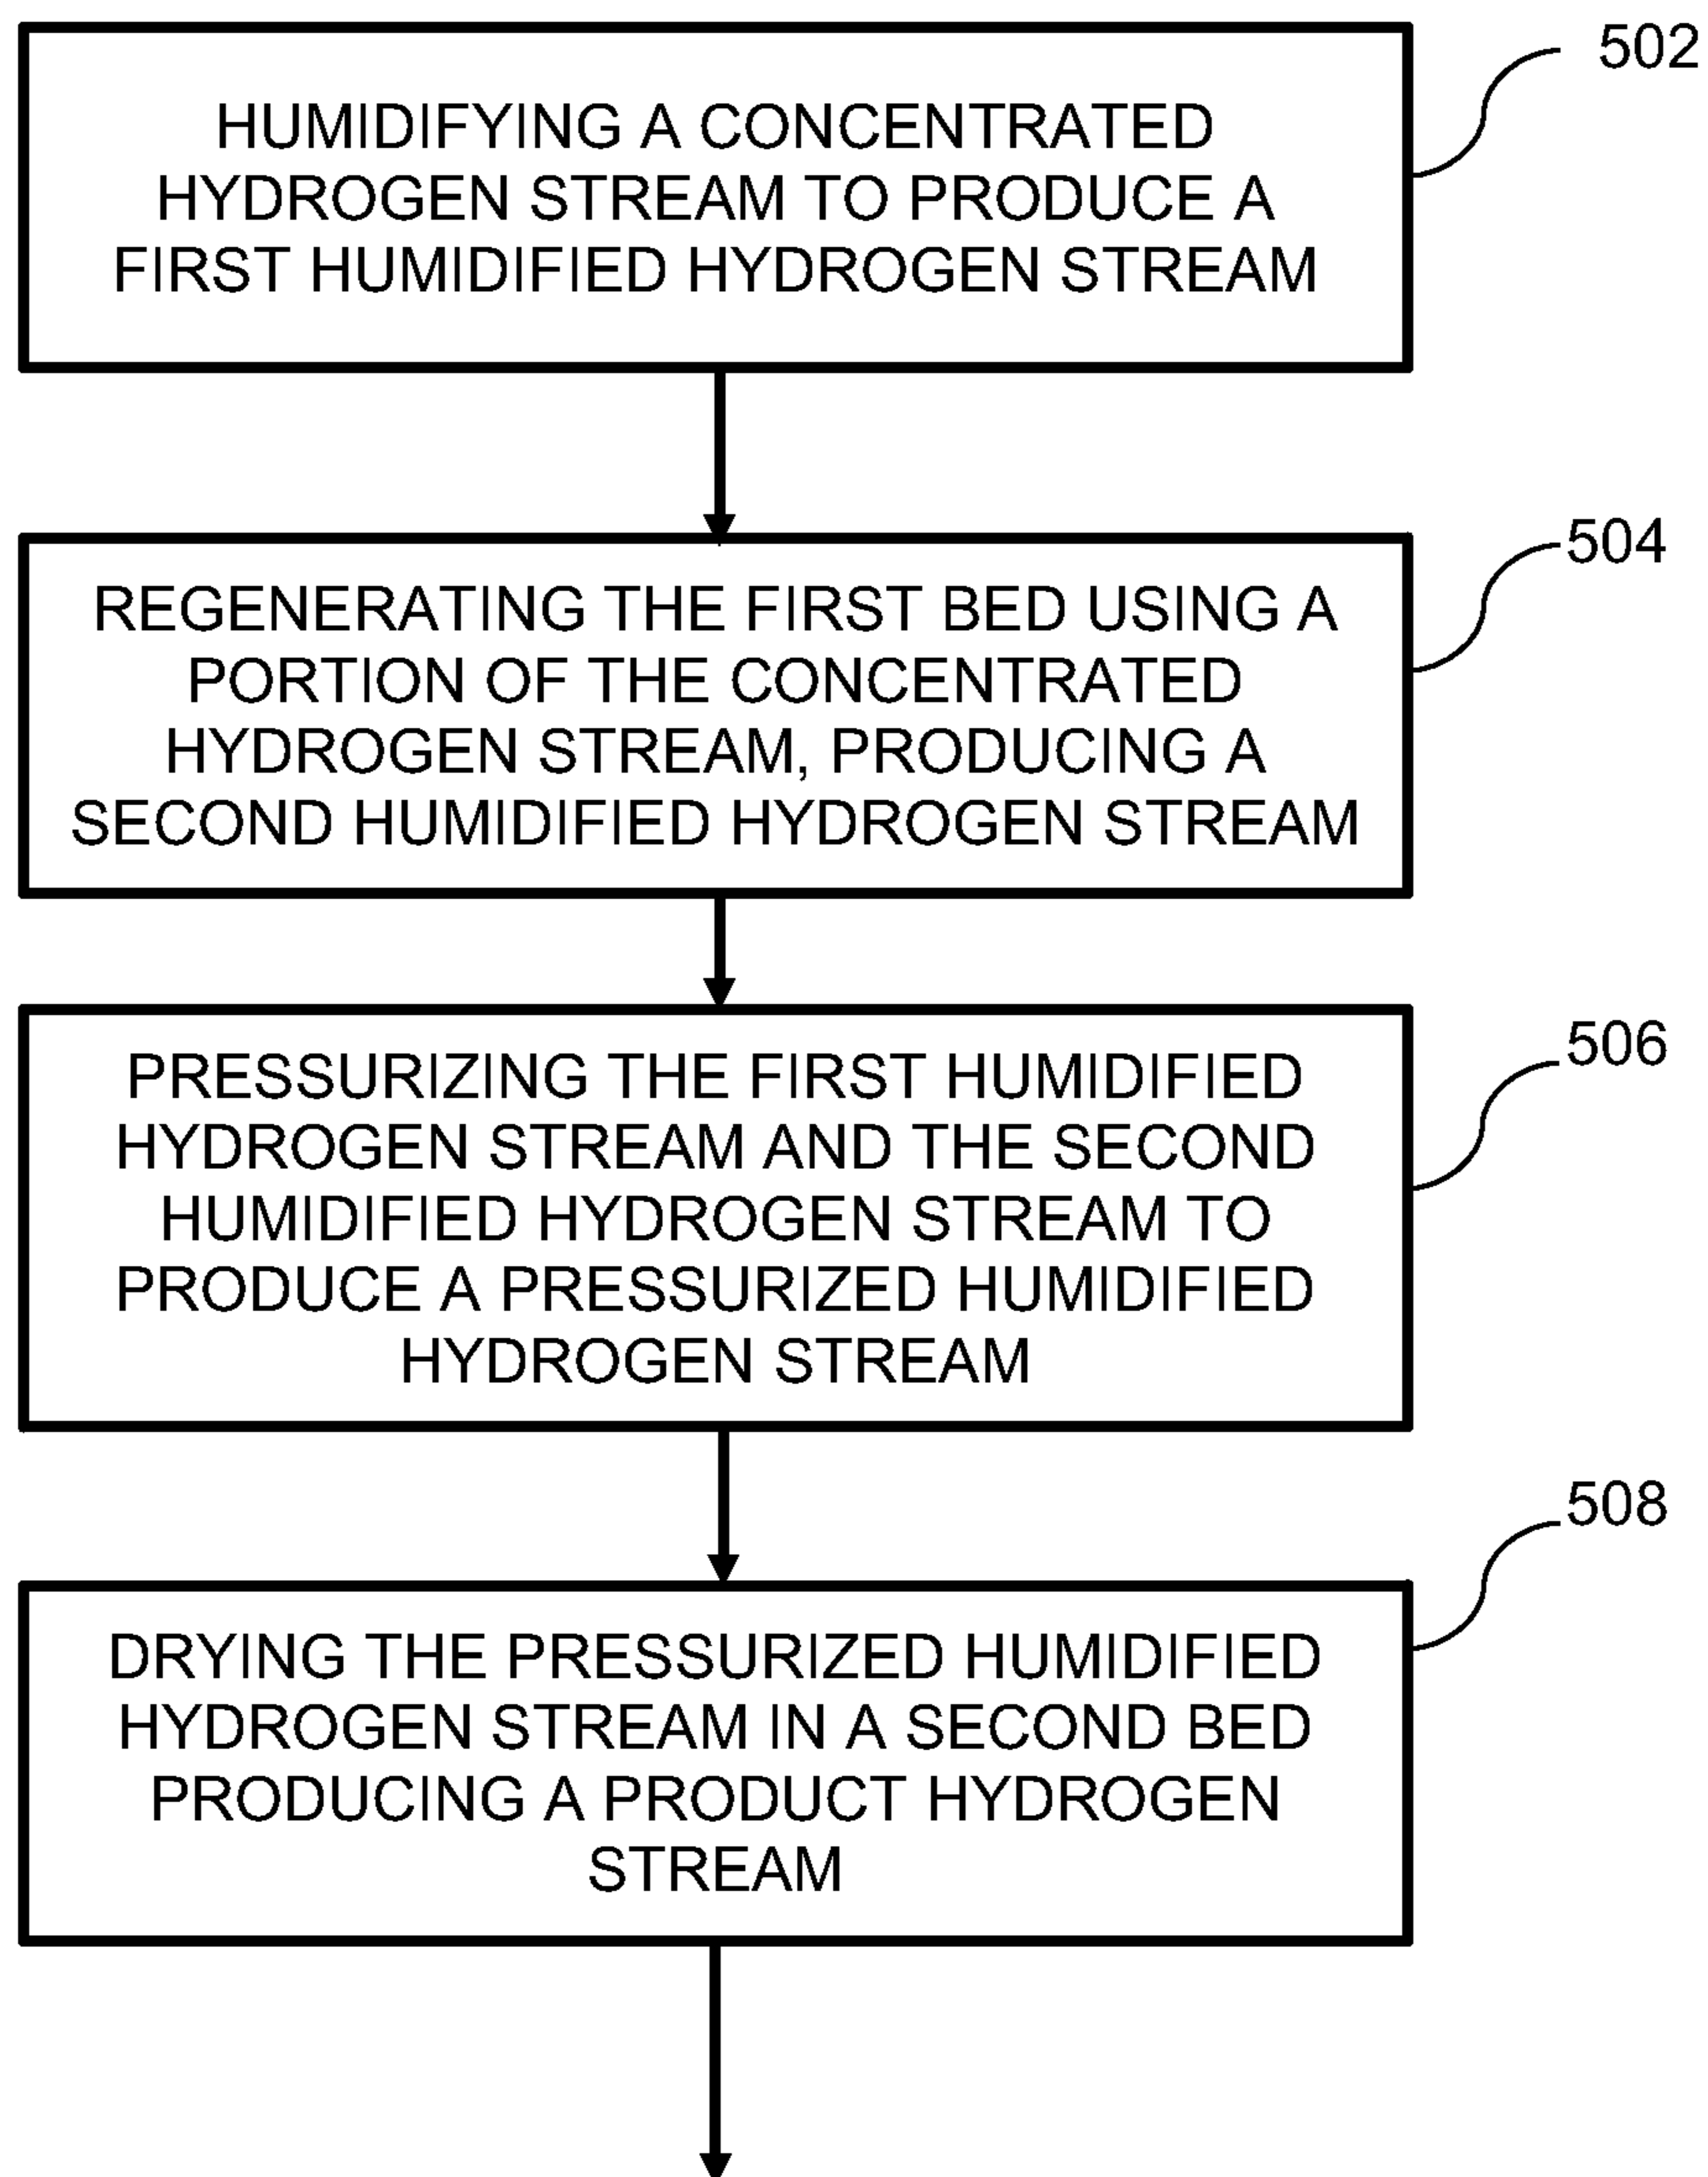 502
HUMIDIFYING A CONCENTRATED
HYDROGEN STREAM TO PRODUCE A
FIRST HUMIDIFIED HYDROGEN STREAM
504
REGENERATING THE FIRST BED USING A
PORTION OF THE CONCENTRATED
HYDROGEN STREAM, PRODUCING A
SECOND HUMIDIFIED HYDROGEN STREAM
506
PRESSURIZING THE FIRST HUMIDIFIED
HYDROGEN STREAM AND THE SECOND
HUMIDIFIED HYDROGEN STREAM TO
PRODUCE A PRESSURIZED HUMIDIFIED
HYDROGEN STREAM
508
DRYING THE PRESSURIZED HUMIDIFIED
HYDROGEN STREAM IN A SECOND BED
PRODUCING A PRODUCT HYDROGEN
STREAM